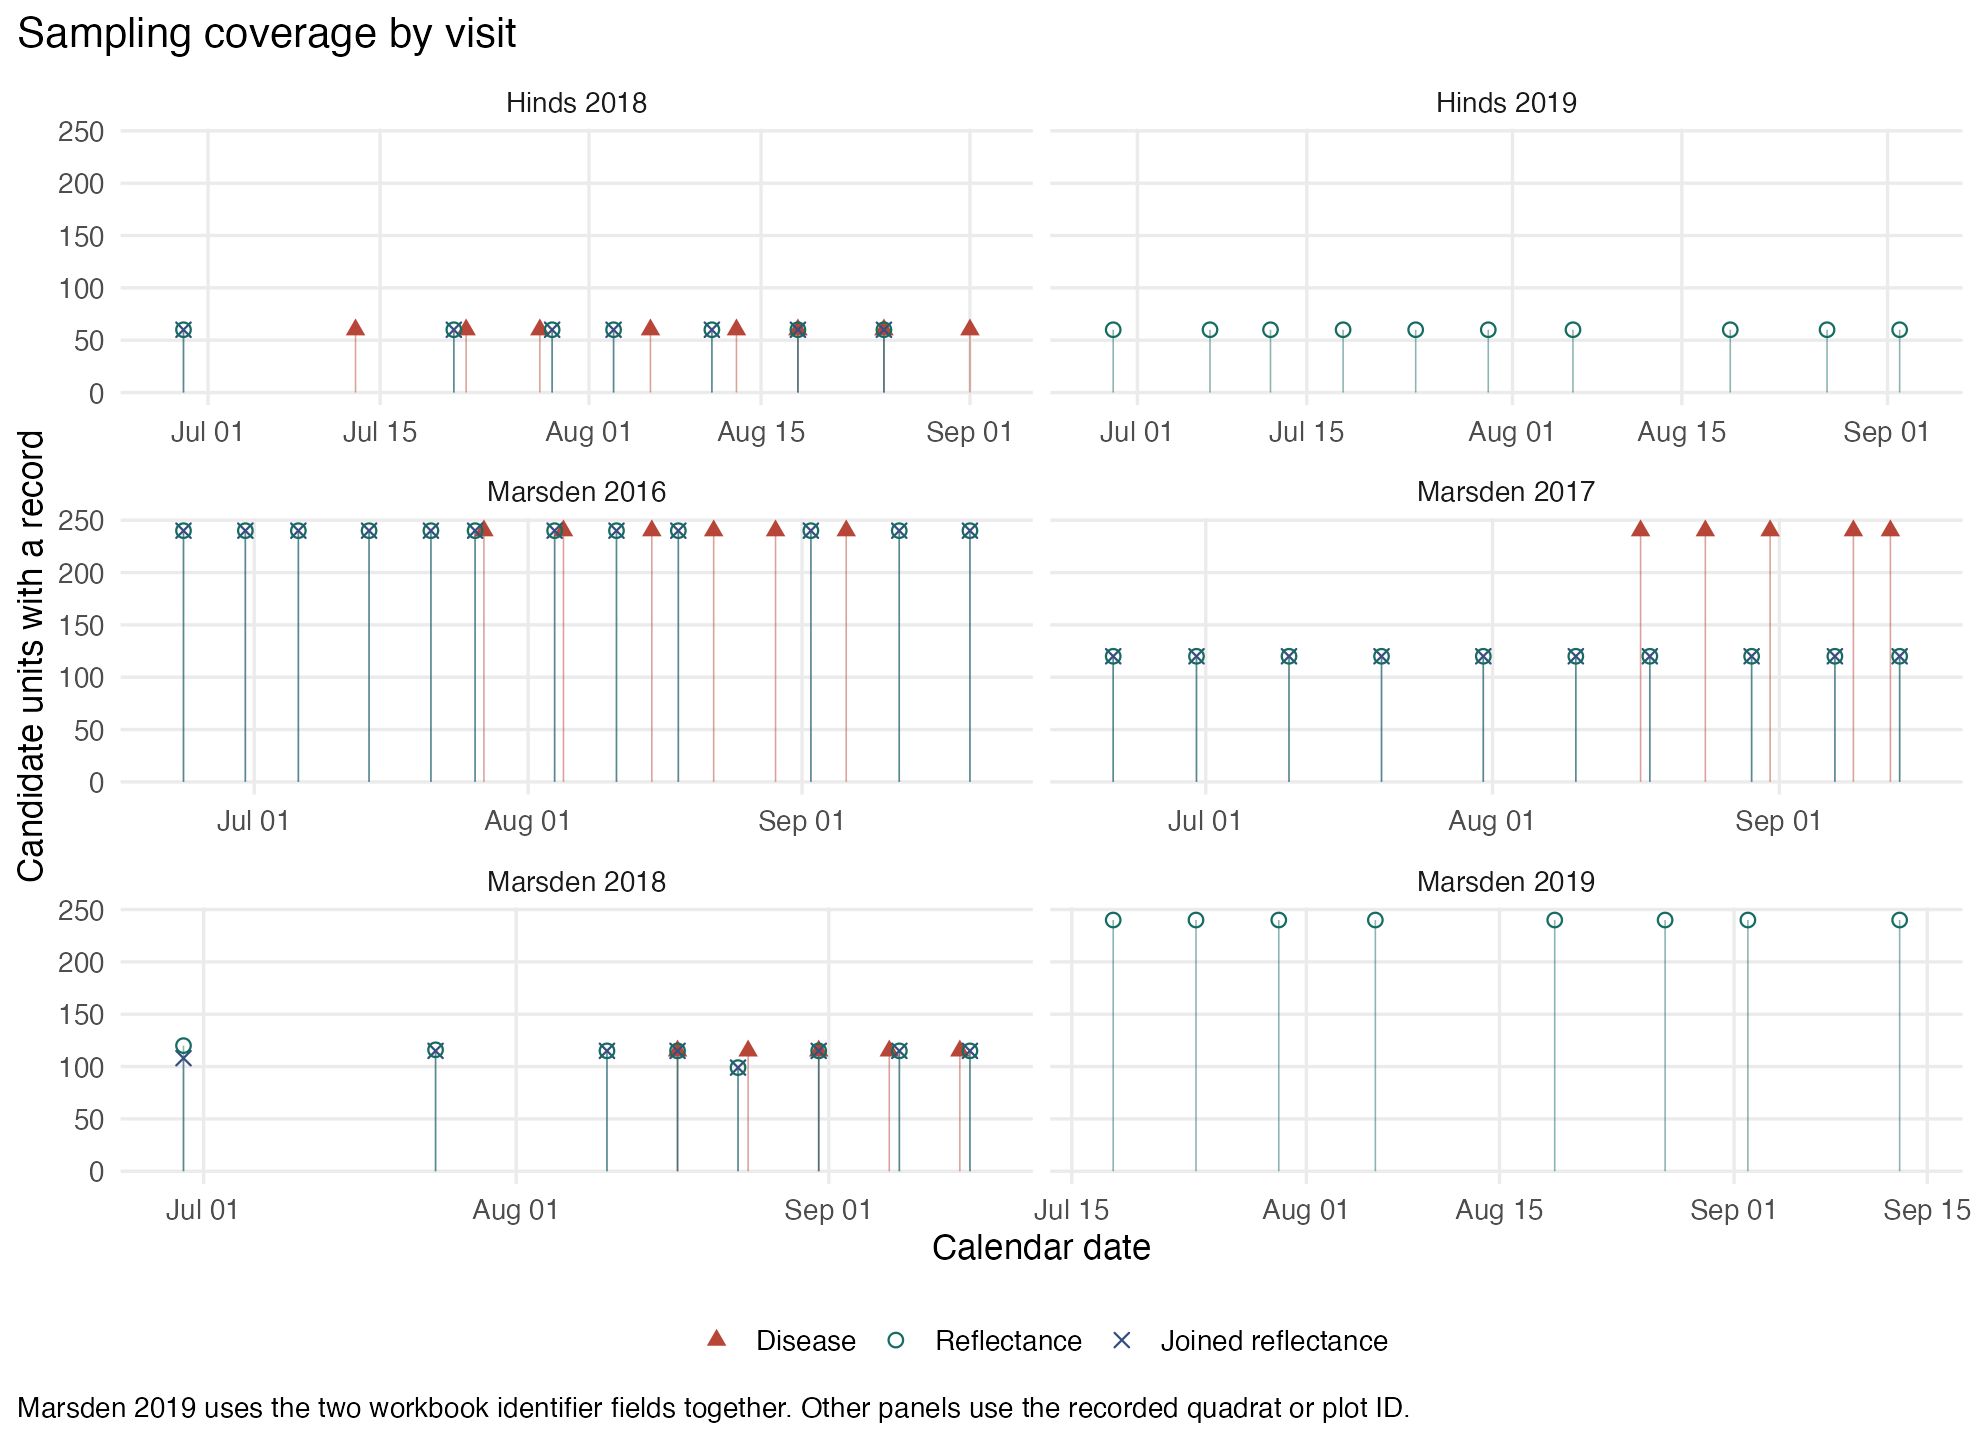 Sampling coverage by visit
Hinds 2018
Hinds 2019
250
200
150
100
50
0
Jul 01 Jul 15 Aug 01 Aug 15 Sep 01
Jul 01 Jul 15 Aug 01 Aug 15 Sep 01
Candidate units with a record
Marsden 2016
Marsden 2017
250
200
150
100
50
0
Jul 01 Aug 01 Sep 01
Jul 01 Aug 01 Sep 01
Marsden 2018
Marsden 2019
250
200
150
100
50
0
Jul 01 Aug 01 Sep 01
Jul 15 Aug 01 Aug 15 Sep 01 Sep 15
Calendar date
Disease Reflectance Joined reflectance
Marsden 2019 uses the two workbook identifier fields together. Other panels use the recorded quadrat or plot ID.